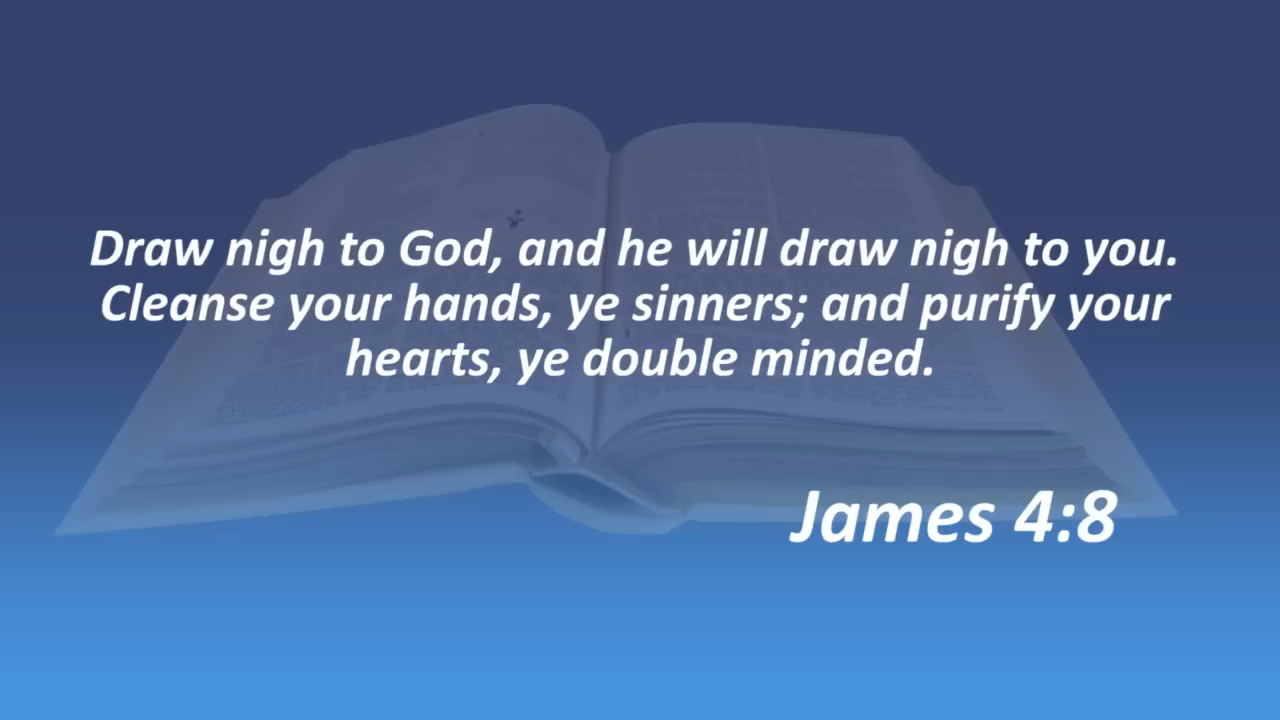 Draw nigh to God, and he will draw nigh to you.
Cleanse your hands, ye sinners; and purify your
hearts, ye double minded.
James 4:8